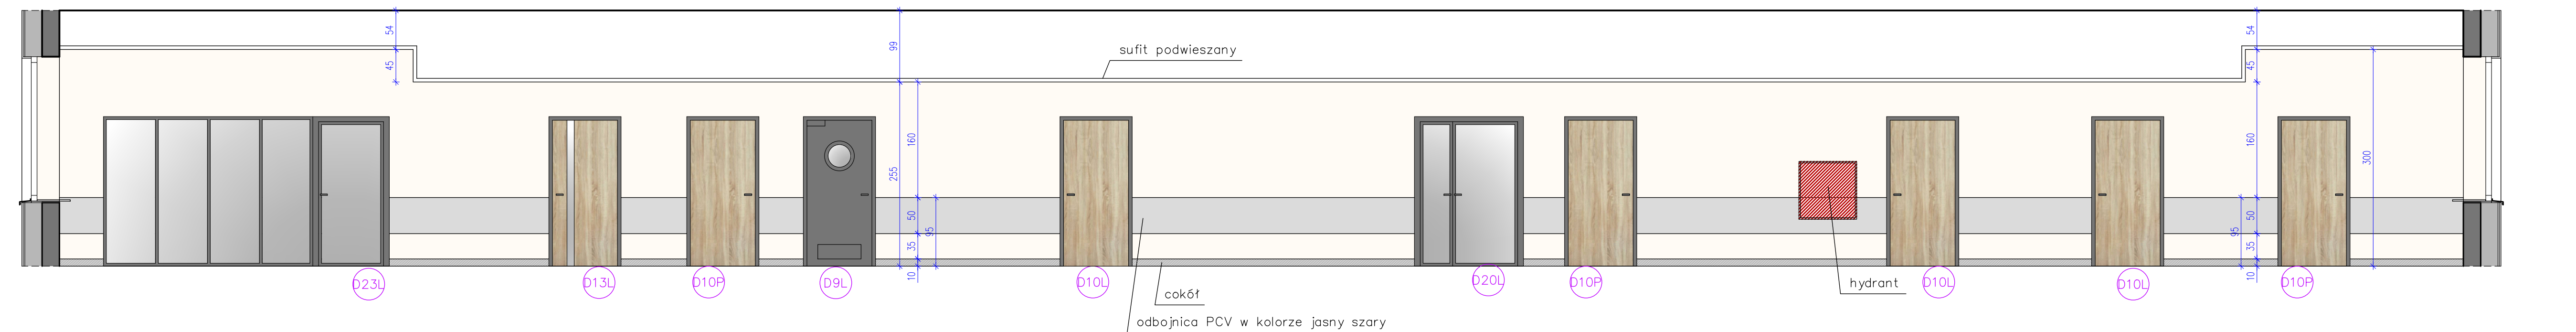 54
45
99
sufit podwieszany
54
45
160
255
160
300
50
95
35
10
50
95
35
10
D23L
D13L
D10P
D9L
D10L
D20L
D10P
D10L
D10L
D10P
cokół
hydrant
odbojnica PCV w kolorze jasny szary